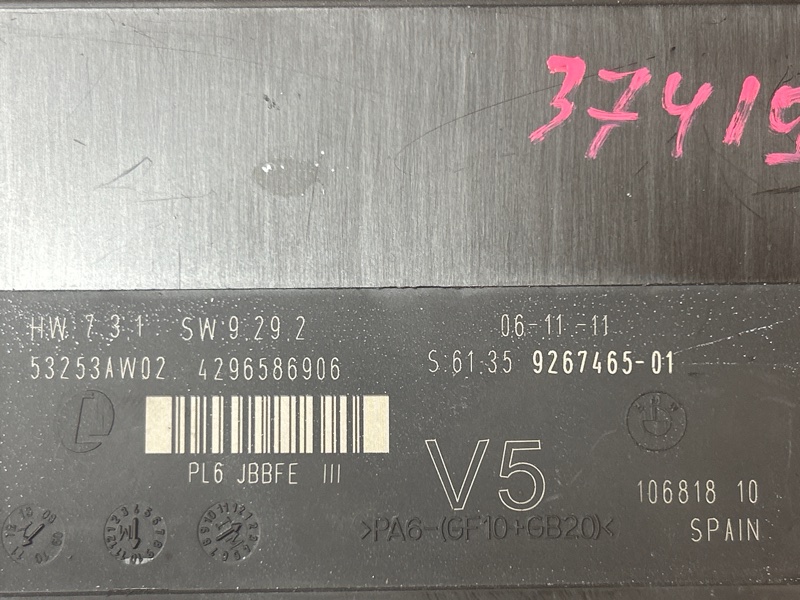 37415
HW 7.3.1 SW 9.29.2 06-11-11
53253AW02 4296586906 S 61.35 9267465-01
PL6 JBBFE III
V5
106818 10
>PA6-(GF10+GB20)<
SPAIN